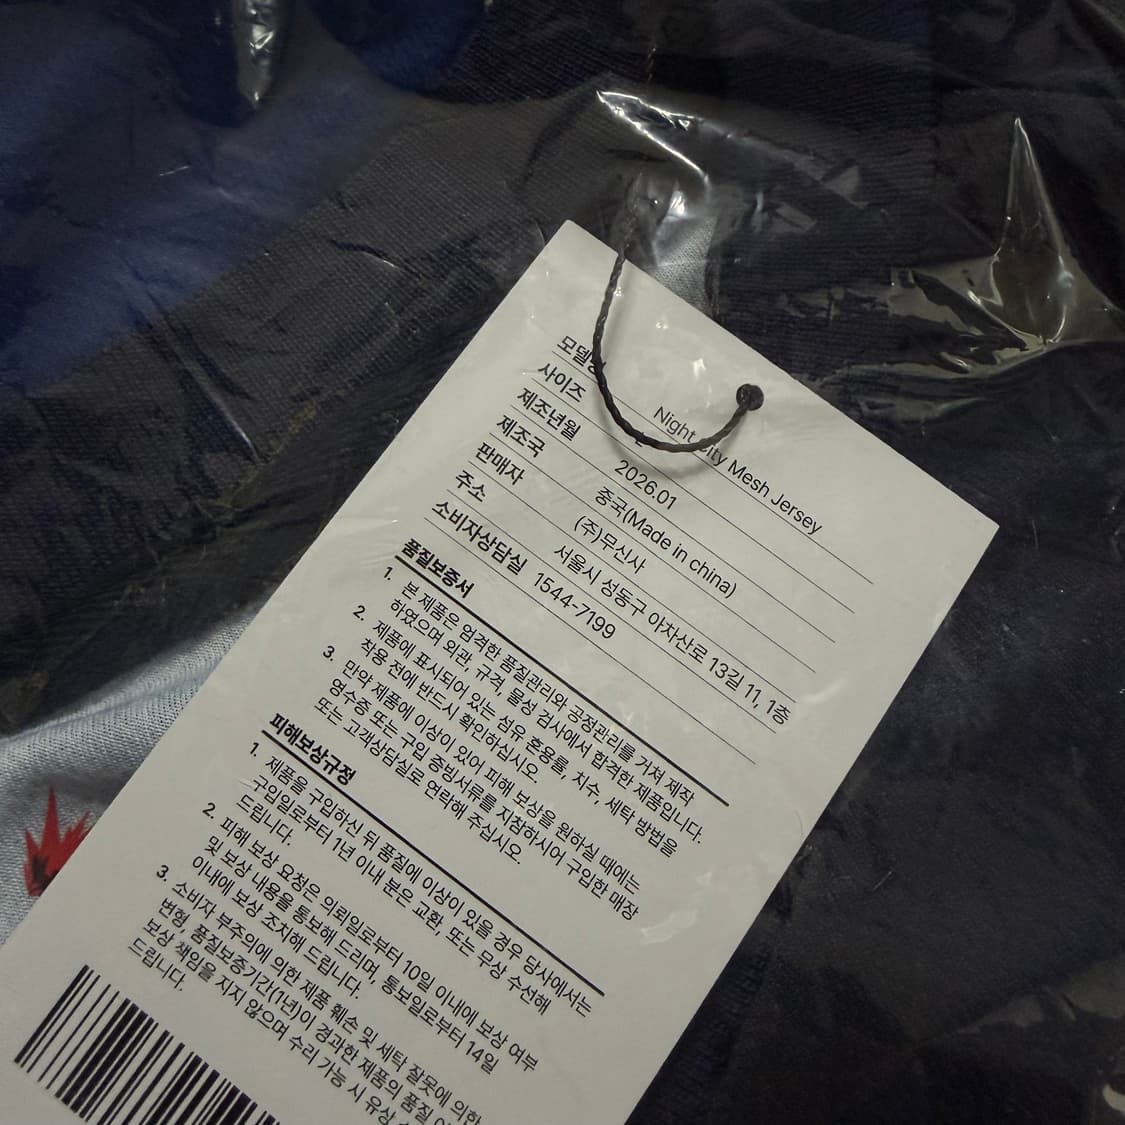 모델명 Night City Mesh Jersey
사이즈
제조년월 2026.01
제조국 중국(Made in china)
판매자 (주)무신사
주소 서울시 성동구 아차산로 13길 11, 1층
소비자상담실 1544-7199
품질보증서
1. 본 제품은 엄격한 품질관리와 공정관리를 거쳐 제작
하였으며 외관, 규격, 물성 검사에서 합격한 제품입니다.
2. 제품에 표시되어 있는 섬유 혼용률, 치수, 세탁 방법을
착용 전에 반드시 확인하십시오.
3. 만약 제품에 이상이 있어 피해 보상을 원하실 때에는
영수증 또는 구입 증빙서류를 지참하시어 구입한 매장
또는 고객상담실로 연락해 주십시오.
피해보상규정
1. 제품을 구입하신 뒤 품질에 이상이 있을 경우 당사에서는
구입일로부터 1년 이내 분은 교환 또는 무상 수선해
드립니다.
2. 피해 보상 요청은 의뢰일로부터 10일 이내에 보상 여부
및 보상 내용을 통보해 드리며, 통보일로부터 14일
이내에 보상 조치해 드립니다.
3. 소비자 부주의에 의한 제품 훼손 및 세탁 잘못에 의한
변형, 품질보증기간(1년)이 경과한 제품의 품질
보상 책임을 지지 않으며 수리 가능 시 유상
드립니다.